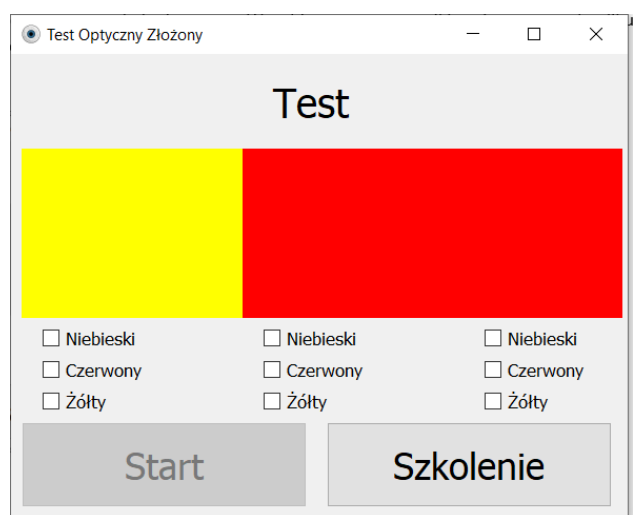 Test Optyczny Złożony
Test
Niebieski Niebieski Niebieski
Czerwony Czerwony Czerwony
Żółty Żółty Żółty
Start Szkolenie